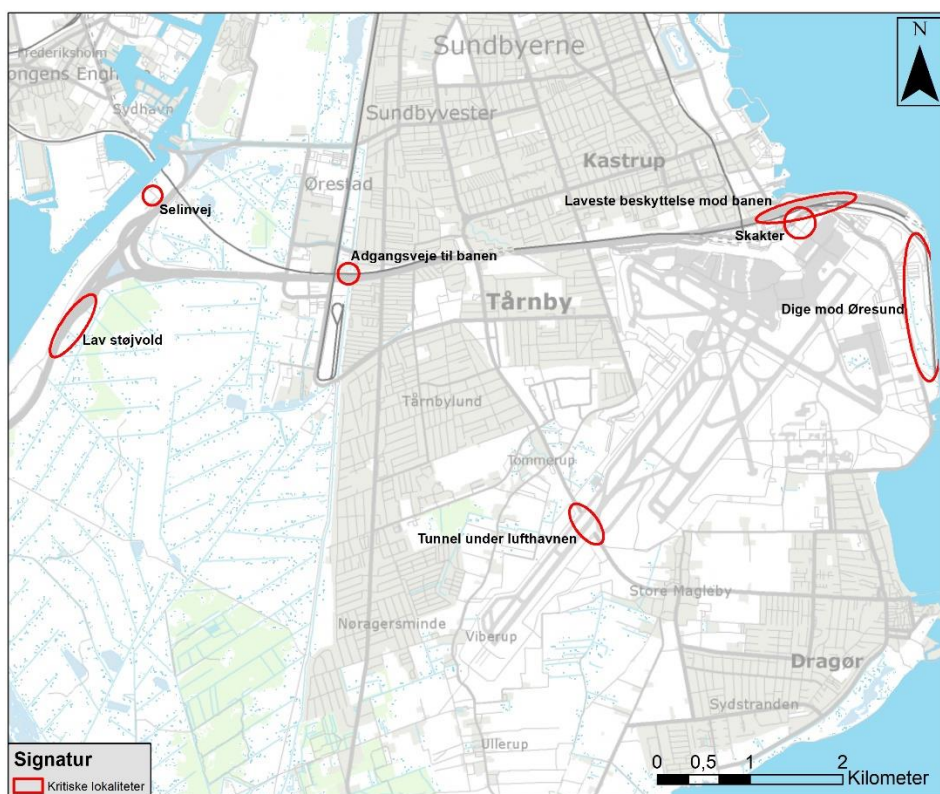 N
Sundbyerne
Frederiksholm
ongens Engh
Sydhavn
Sundbyvester
Kastrup
Ørestad
Laveste beskyttelse mod banen
Selinvej
Skakter
Adgangsveje til banen
Tårnby
Dige mod Øresund
Lav støjvold
Tårnbylund
Tømmerup
Tunnel under lufthavnen
Store Magleby
Nøragersminde
Viberup
Dragør
Sydstranden
Ullerup
Signatur
Kritiske lokaliteter
0 0,5 1 2
Kilometer